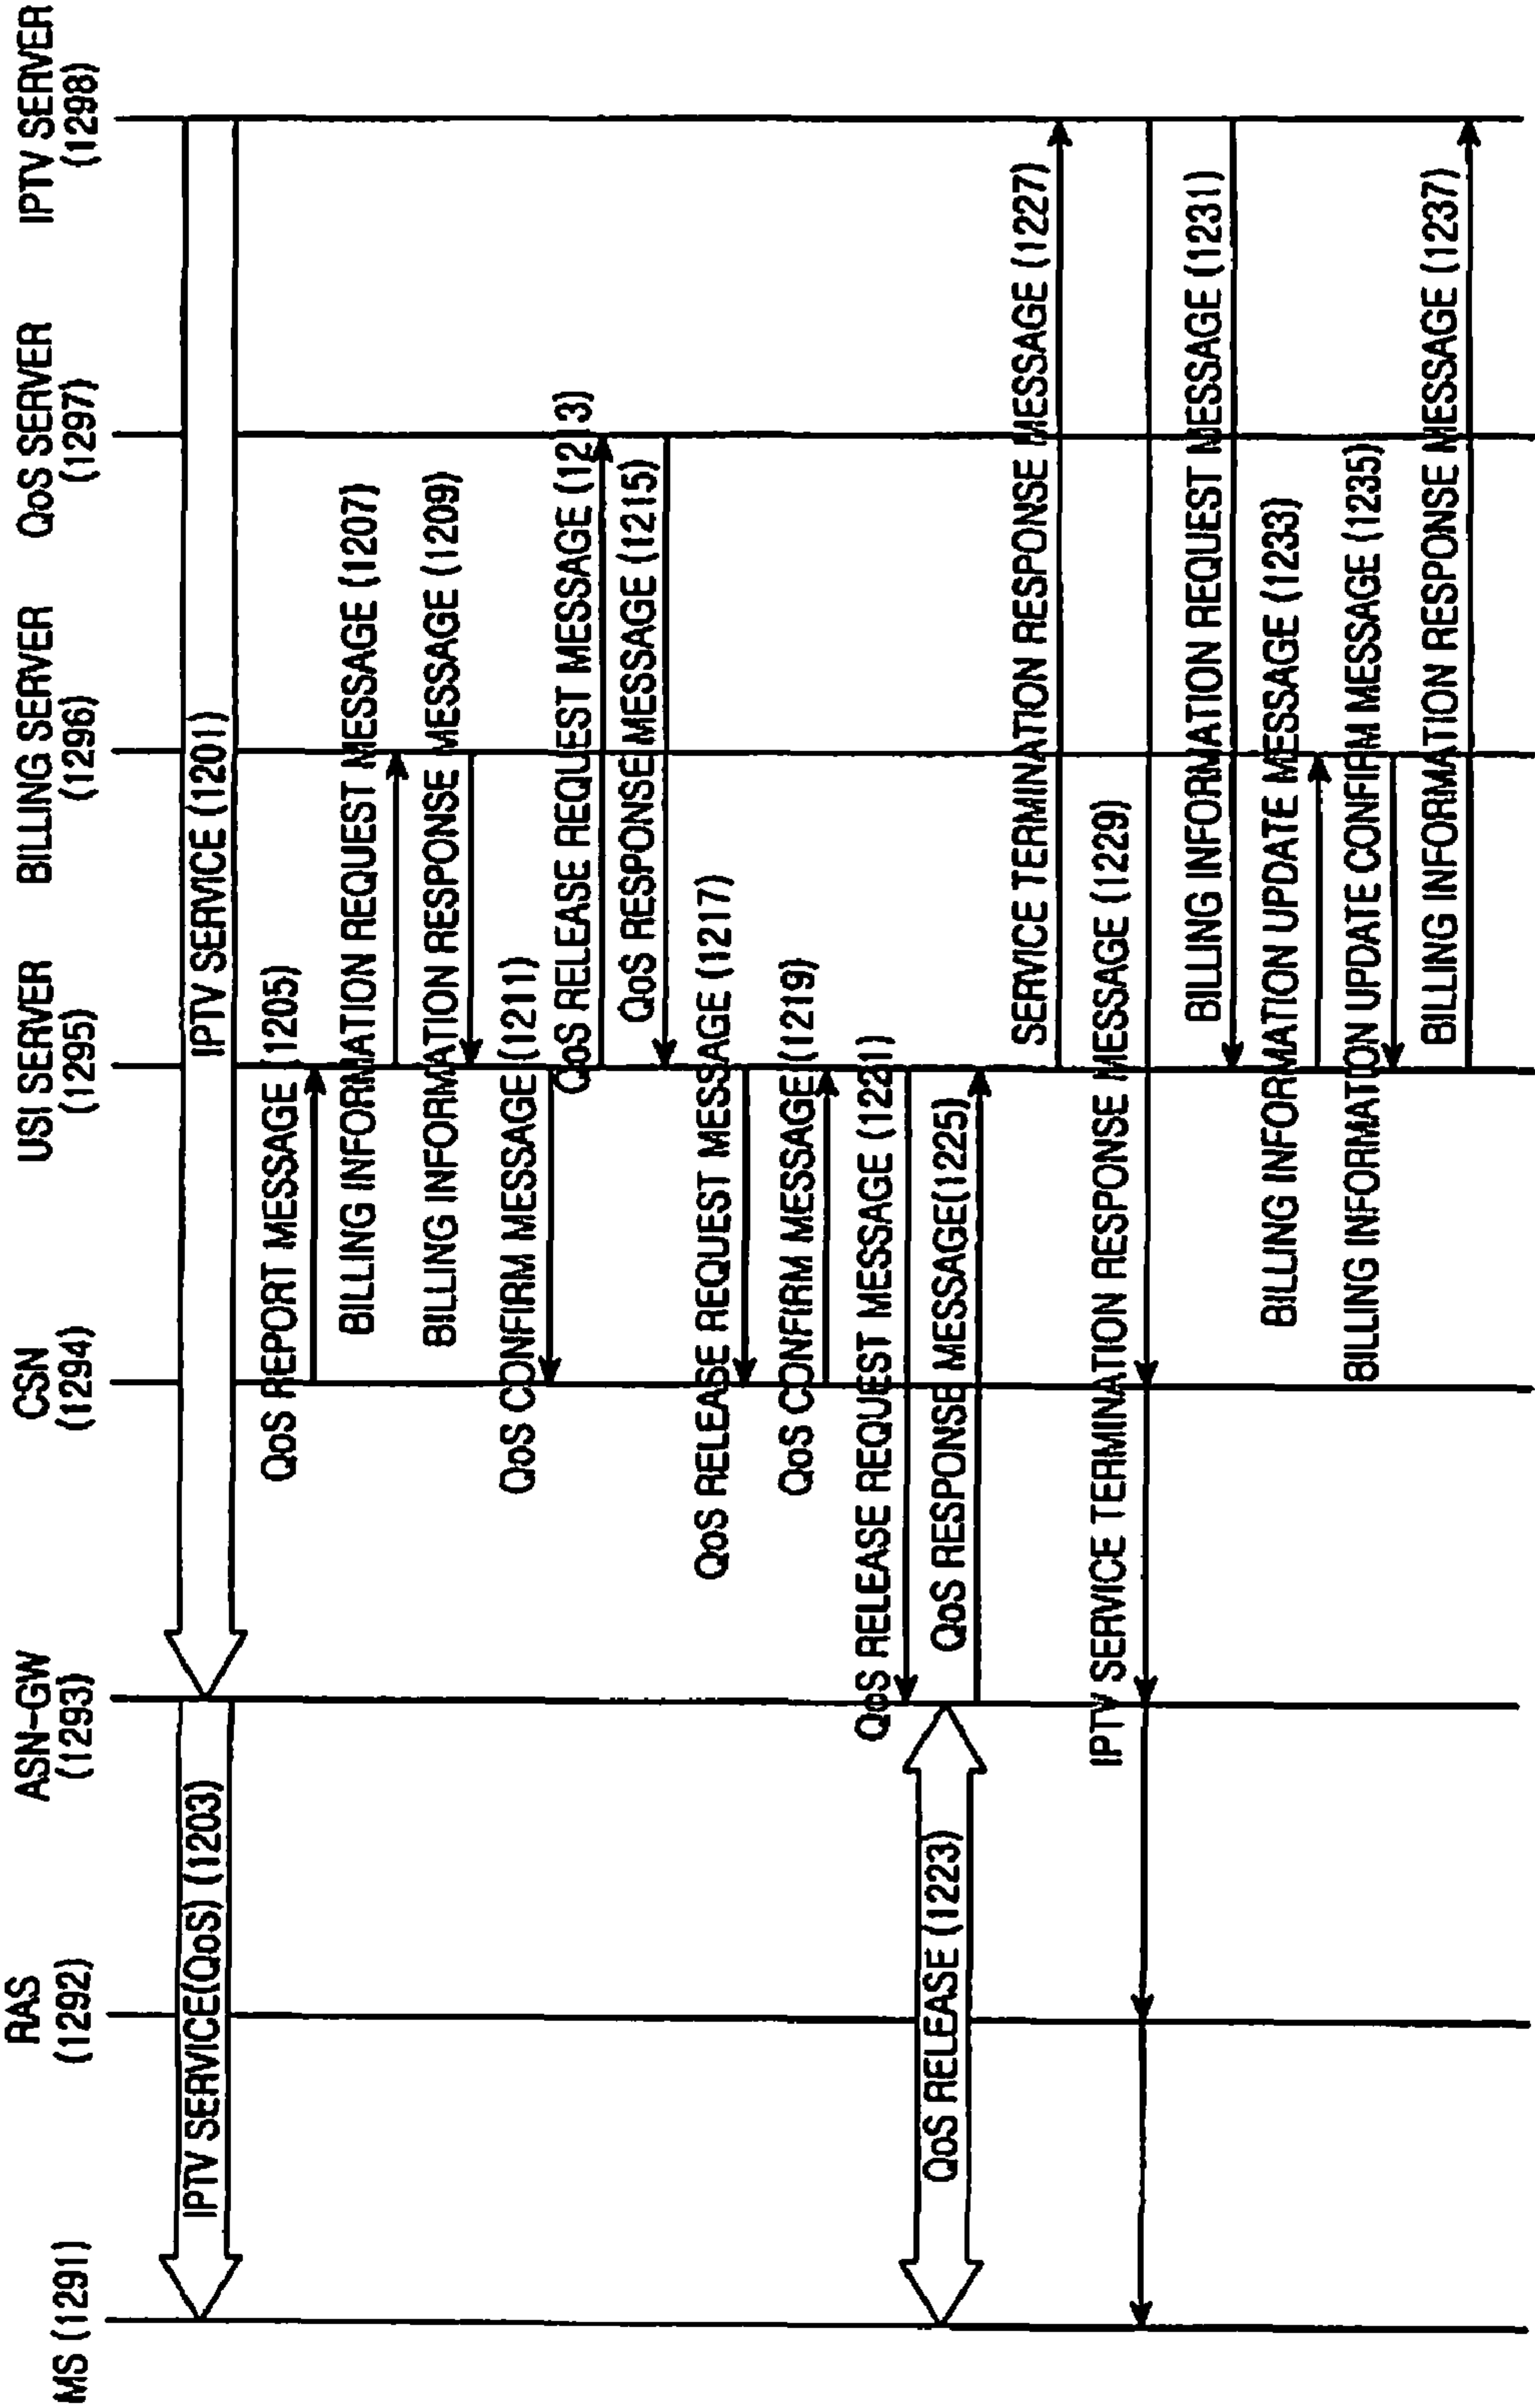 MS (1291)
RAS
(1292)
ASN-GW
(1293)
CSN
(1294)
USI SERVER
(1295)
BILLING SERVER
(1296)
QoS SERVER
(1297)
IPTV SERVER
(1298)
IPTV SERVICE (1201)
IPTV SERVICE(QoS) (1203)
QoS REPORT MESSAGE (1205)
BILLING INFORMATION REQUEST MESSAGE (1207)
BILLING INFORMATION RESPONSE MESSAGE (1209)
QoS CONFIRM MESSAGE (1211)
QoS RELEASE REQUEST MESSAGE (1213)
QoS RESPONSE MESSAGE (1215)
QoS RELEASE REQUEST MESSAGE (1217)
QoS CONFIRM MESSAGE (1219)
QoS RELEASE REQUEST MESSAGE (1221)
QoS RELEASE (1223)
QoS RESPONSE MESSAGE(1225)
SERVICE TERMINATION RESPONSE MESSAGE (1227)
IPTV SERVICE TERMINATION RESPONSE MESSAGE (1229)
BILLING INFORMATION REQUEST MESSAGE (1231)
BILLING INFORMATION UPDATE MESSAGE (1233)
BILLING INFORMATION UPDATE CONFIRM MESSAGE (1235)
BILLING INFORMATION RESPONSE MESSAGE (1237)